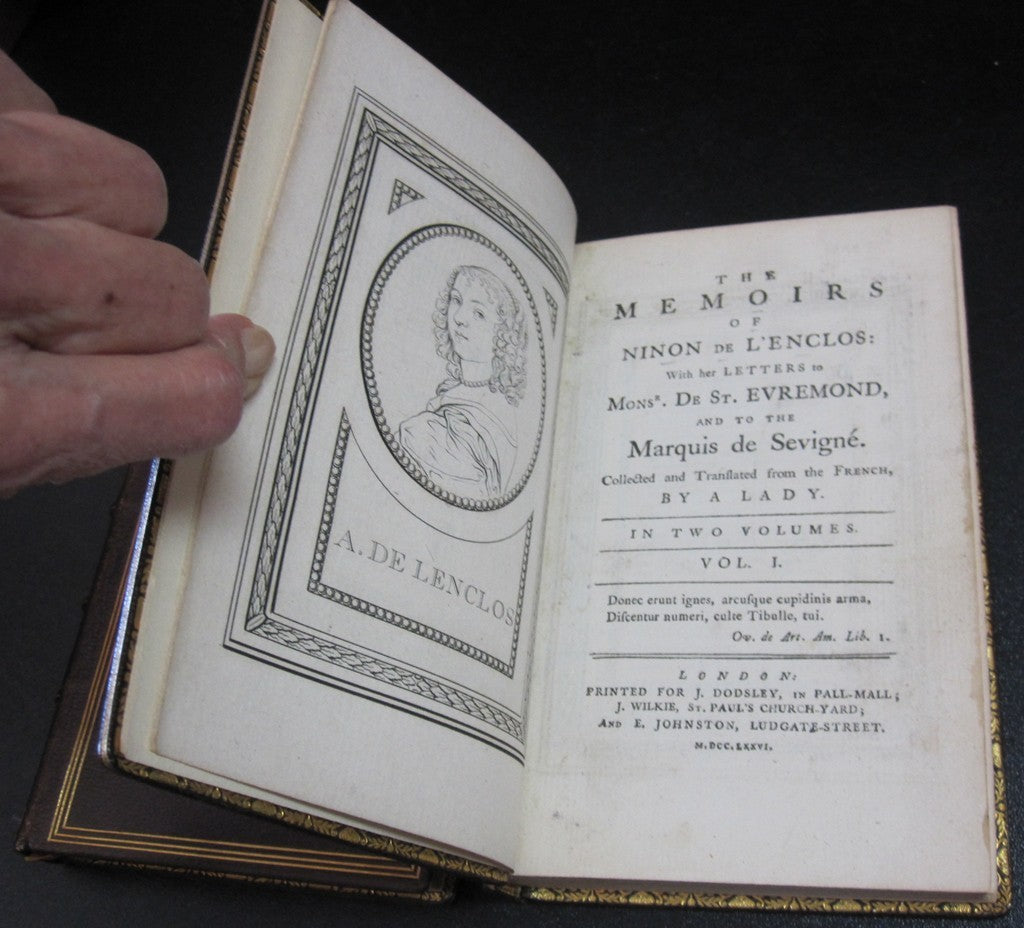 A. DE LENCLOS
THE
MEMOIRS
OF
NINON DE L'ENCLOS:
With her LETTERS to
MONSR. DE ST. EVREMOND,
AND TO THE
Marquis de Sevigné.
Collected and Tranſlated from the FRENCH,
BY A LADY.
IN TWO VOLUMES.
VOL. I.
Donec erunt ignes, arcuſque cupidinis arma,
Diſcentur numeri, culte Tibulle, tui.
Ov. de Art. Am. Lib. 1.
LONDON:
PRINTED FOR J. DODSLEY, IN PALL-MALL;
J. WILKIE, ST. PAUL'S CHURCH-YARD;
AND E. JOHNSTON, LUDGATE-STREET.
M.DCC.LXXVI.